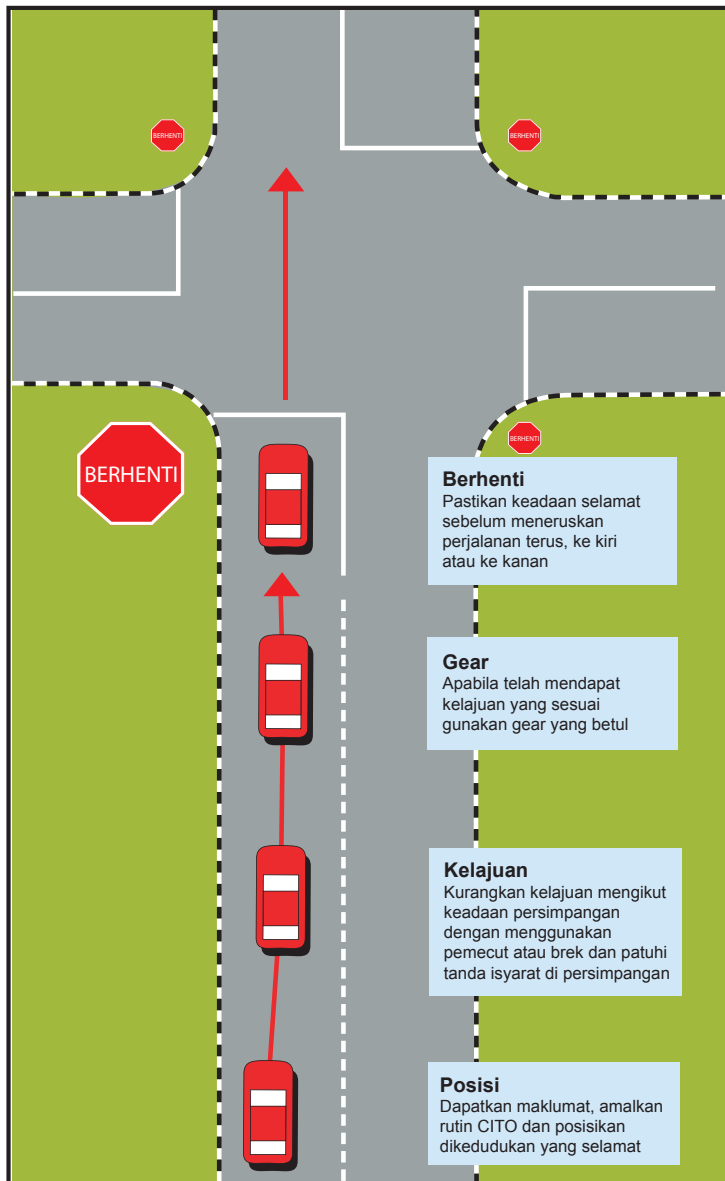 BERHENTI
BERHENTI
BERHENTI
BERHENTI
Berhenti
Pastikan keadaan selamat
sebelum meneruskan
perjalanan terus, ke kiri
atau ke kanan
Gear
Apabila telah mendapat
kelajuan yang sesuai
gunakan gear yang betul
Kelajuan
Kurangkan kelajuan mengikut
keadaan persimpangan
dengan menggunakan
pemecut atau brek dan patuhi
tanda isyarat di persimpangan
Posisi
Dapatkan maklumat, amalkan
rutin CITO dan posisikan
dikedudukan yang selamat